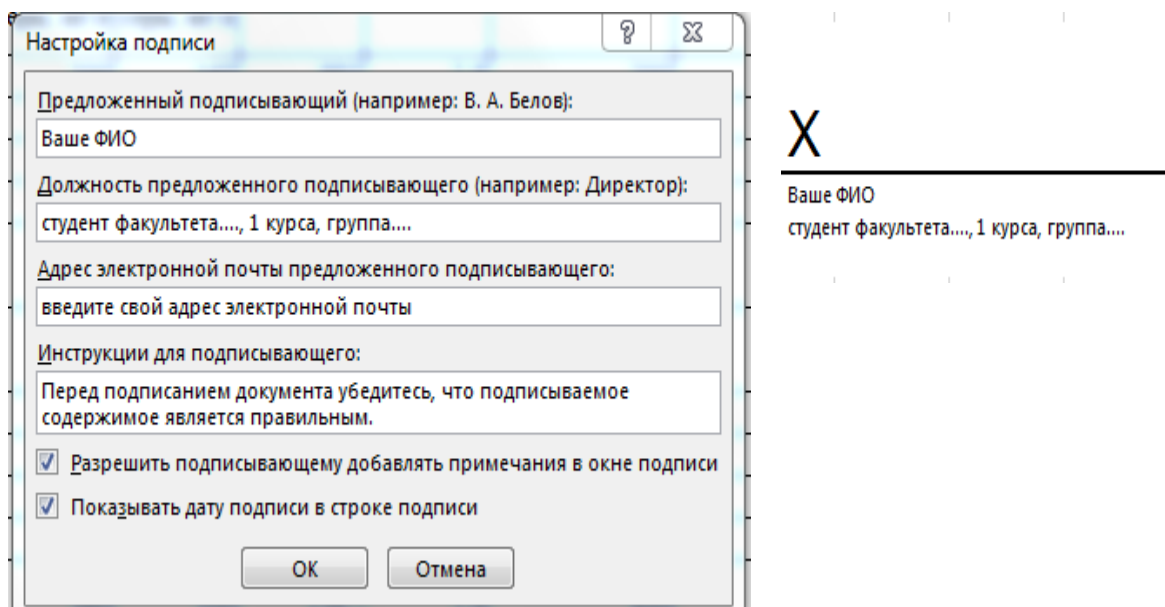 Настройка подписи
Предложенный подписывающий (например: В. А. Белов):
Ваше ФИО
Должность предложенного подписывающего (например: Директор):
студент факультета...., 1 курса, группа....
Адрес электронной почты предложенного подписывающего:
введите свой адрес электронной почты
Инструкции для подписывающего:
Перед подписанием документа убедитесь, что подписываемое
содержимое является правильным.
Разрешить подписывающему добавлять примечания в окне подписи
Показывать дату подписи в строке подписи
ОК
Отмена
X
Ваше ФИО
студент факультета...., 1 курса, группа....